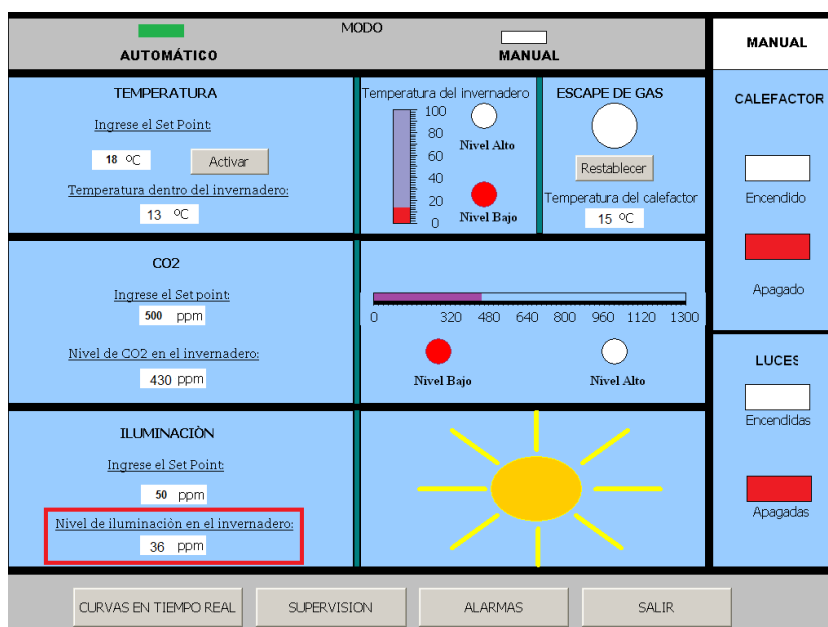 MODO
AUTOMÁTICO
MANUAL
MANUAL
TEMPERATURA
Ingrese el Set Point:
18 ºC
Activar
Temperatura dentro del invernadero:
13 ºC
Temperatura del invernadero
100
80
60
40
20
0
Nivel Alto
Nivel Bajo
ESCAPE DE GAS
Restablecer
Temperatura del calefactor
15 ºC
CALEFACTOR
Encendido
Apagado
CO2
Ingrese el Set point:
500 ppm
Nivel de CO2 en el invernadero:
430 ppm
0 320 480 640 800 960 1120 1300
Nivel Bajo
Nivel Alto
LUCES
Encendidas
Apagadas
ILUMINACIÒN
Ingrese el Set Point:
50 ppm
Nivel de iluminaciòn en el invernadero:
36 ppm
CURVAS EN TIEMPO REAL
SUPERVISION
ALARMAS
SALIR